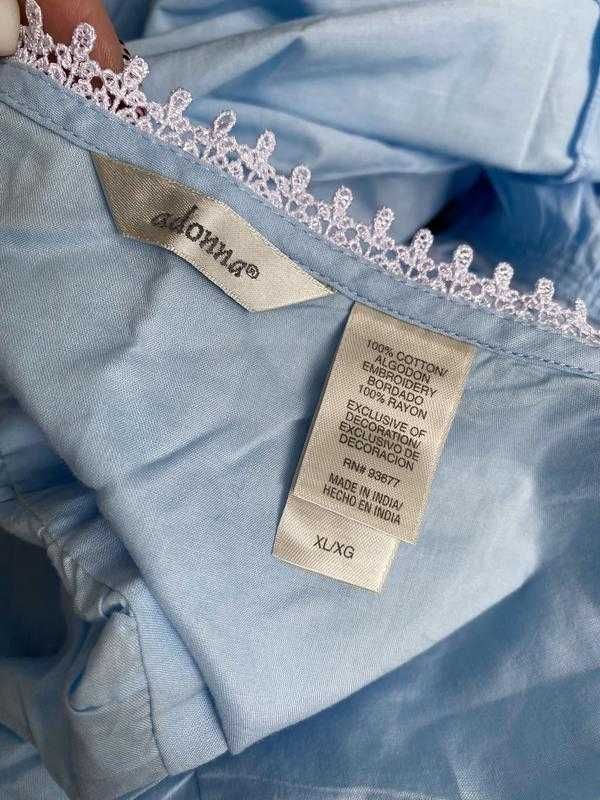 adonna®
100% COTTON/
ALGODON
EMBROIDERY
BORDADO
100% RAYON
EXCLUSIVE OF
DECORATION/
EXCLUSIVO DE
DECORACION
RN# 93677
MADE IN INDIA/
HECHO EN INDIA
XL/XG